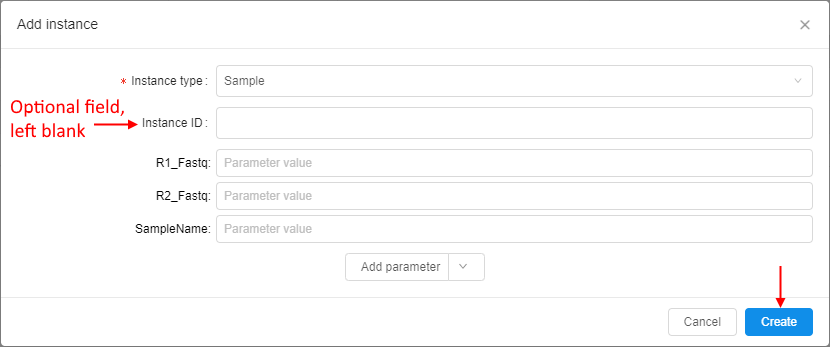 Add instance
* Instance type : Sample
Optional field,
left blank
Instance ID :
R1_Fastq: Parameter value
R2_Fastq: Parameter value
SampleName: Parameter value
Add parameter
Cancel Create